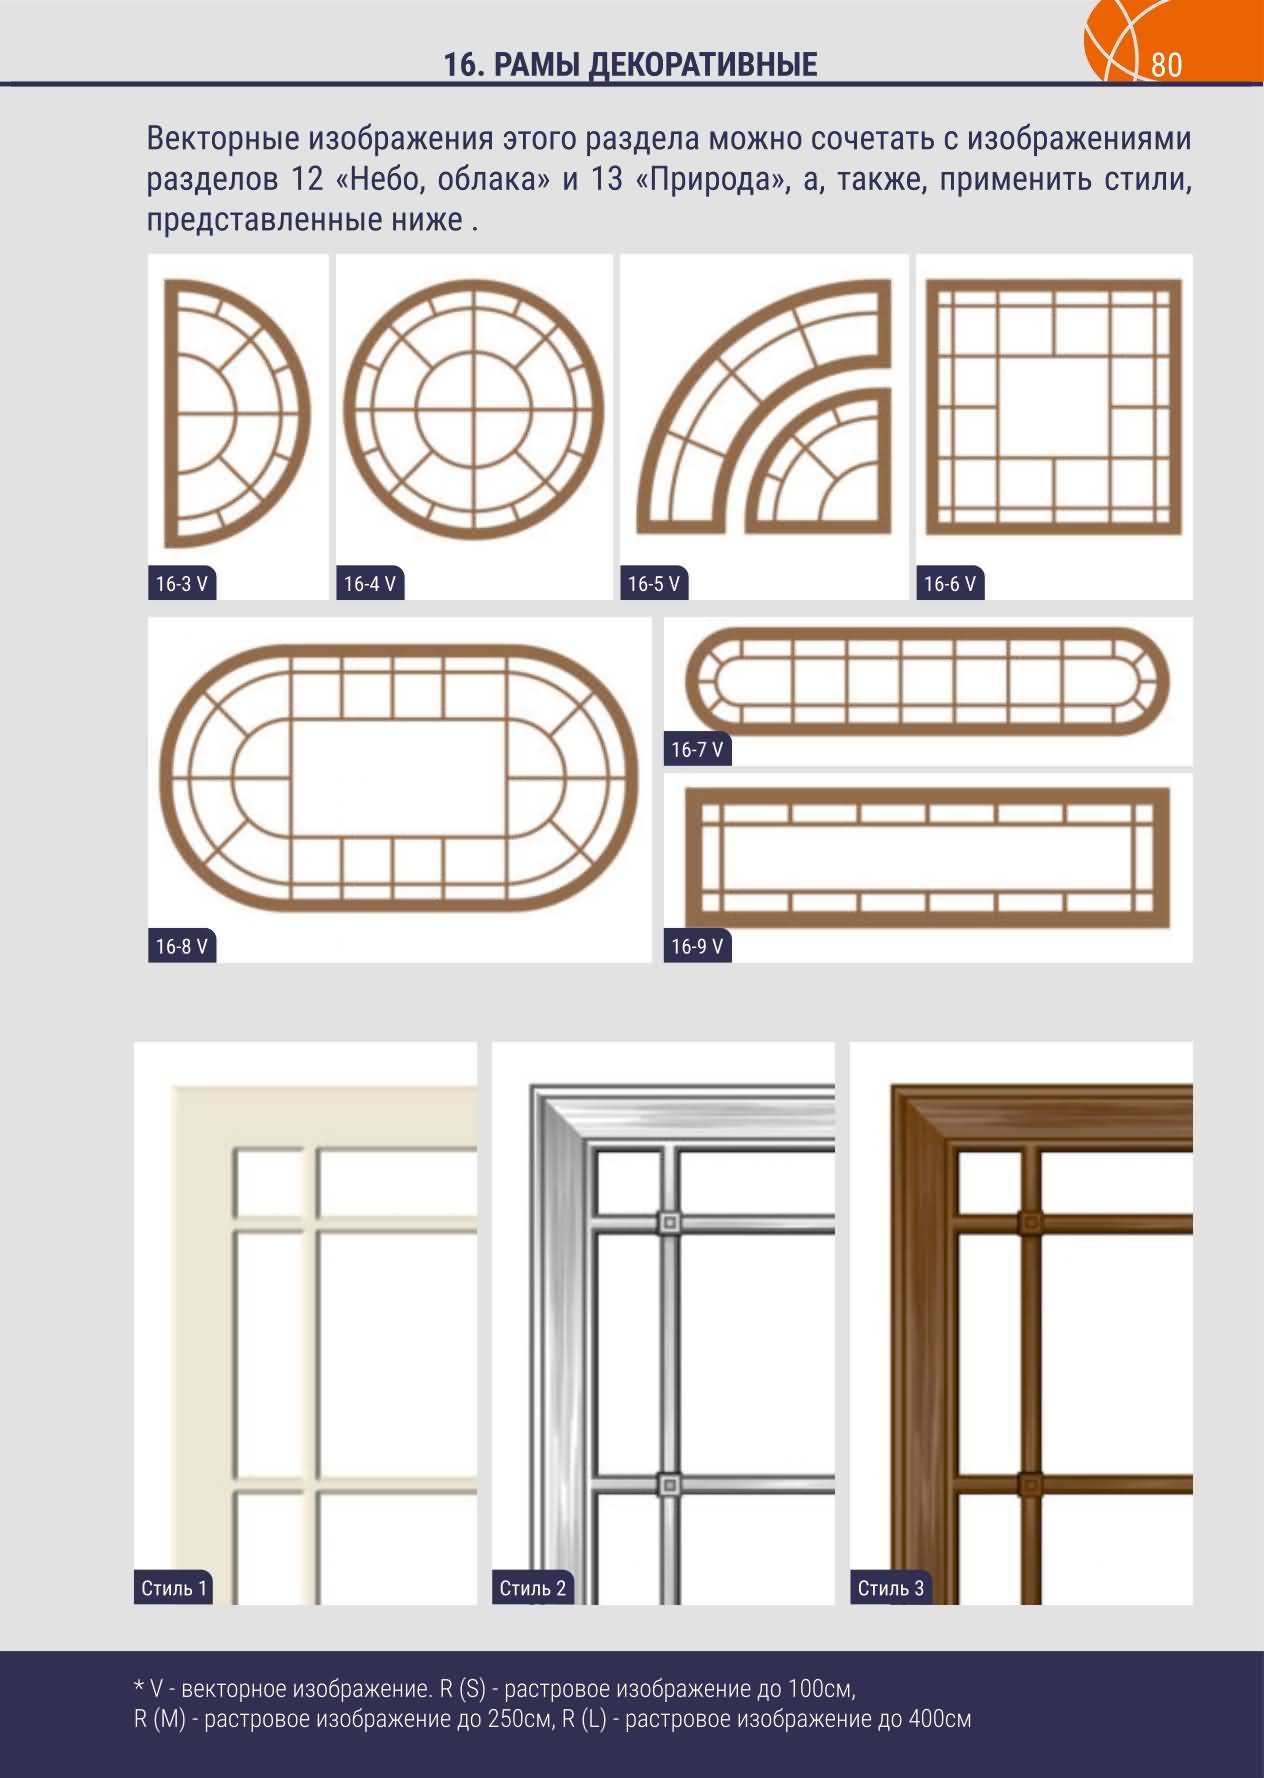 16. РАМЫ ДЕКОРАТИВНЫЕ
80
Векторные изображения этого раздела можно сочетать с изображениями
разделов 12 «Небо, облака» и 13 «Природа», а, также, применить стили,
представленные ниже .
16-3 V
16-4 V
16-5 V
16-6 V
16-7 V
16-8 V
16-9 V
Стиль 1
Стиль 2
Стиль 3
* V - векторное изображение. R (S) - растровое изображение до 100см,
R (M) - растровое изображение до 250см, R (L) - растровое изображение до 400см